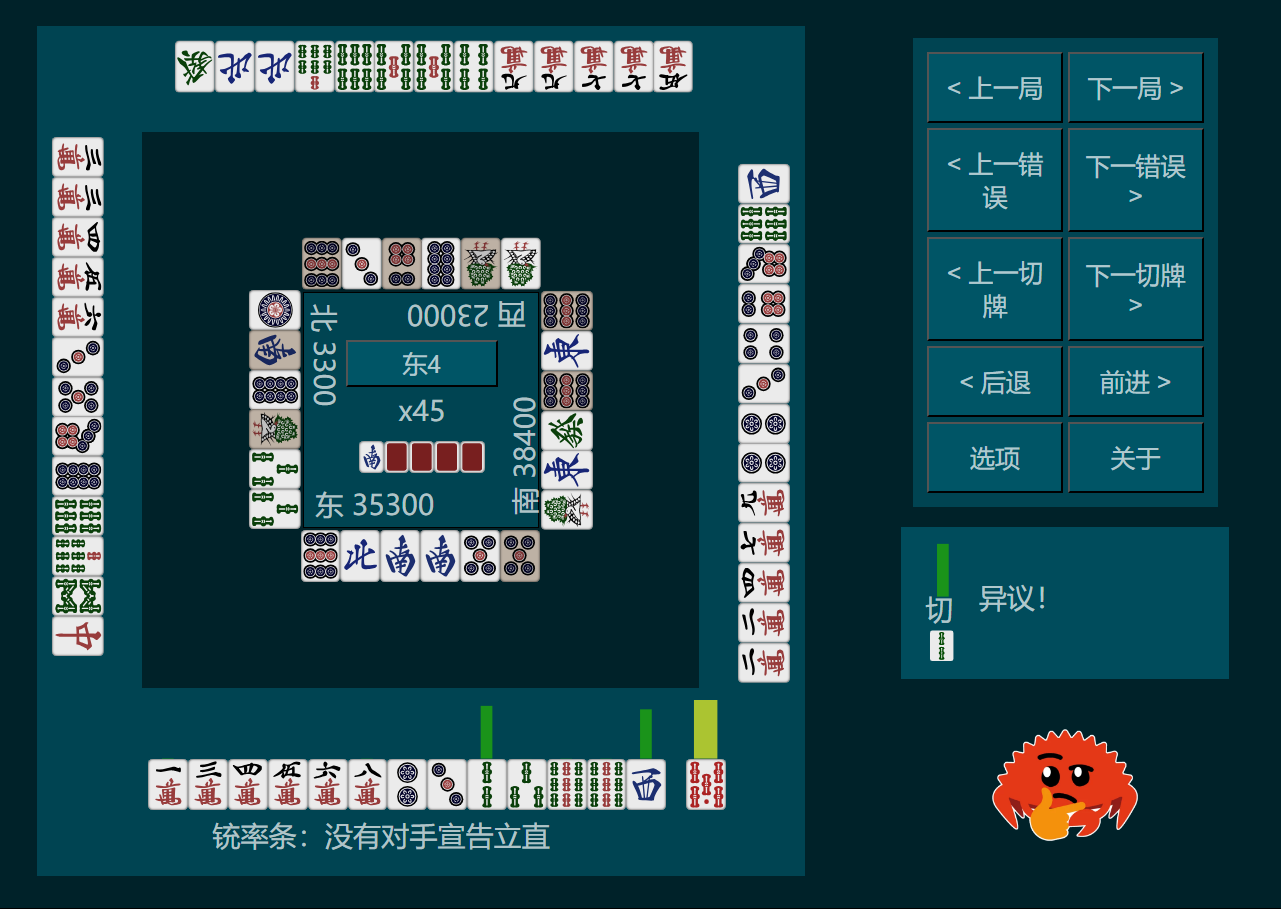 北 3300
西 23000
东4
x45
南 38400
东 35300
铳率条：没有对手宣告立直
< 上一局
下一局 >
< 上一错
误
下一错误
>
< 上一切
牌
下一切牌
>
< 后退
前进 >
选项
关于
切
异议！